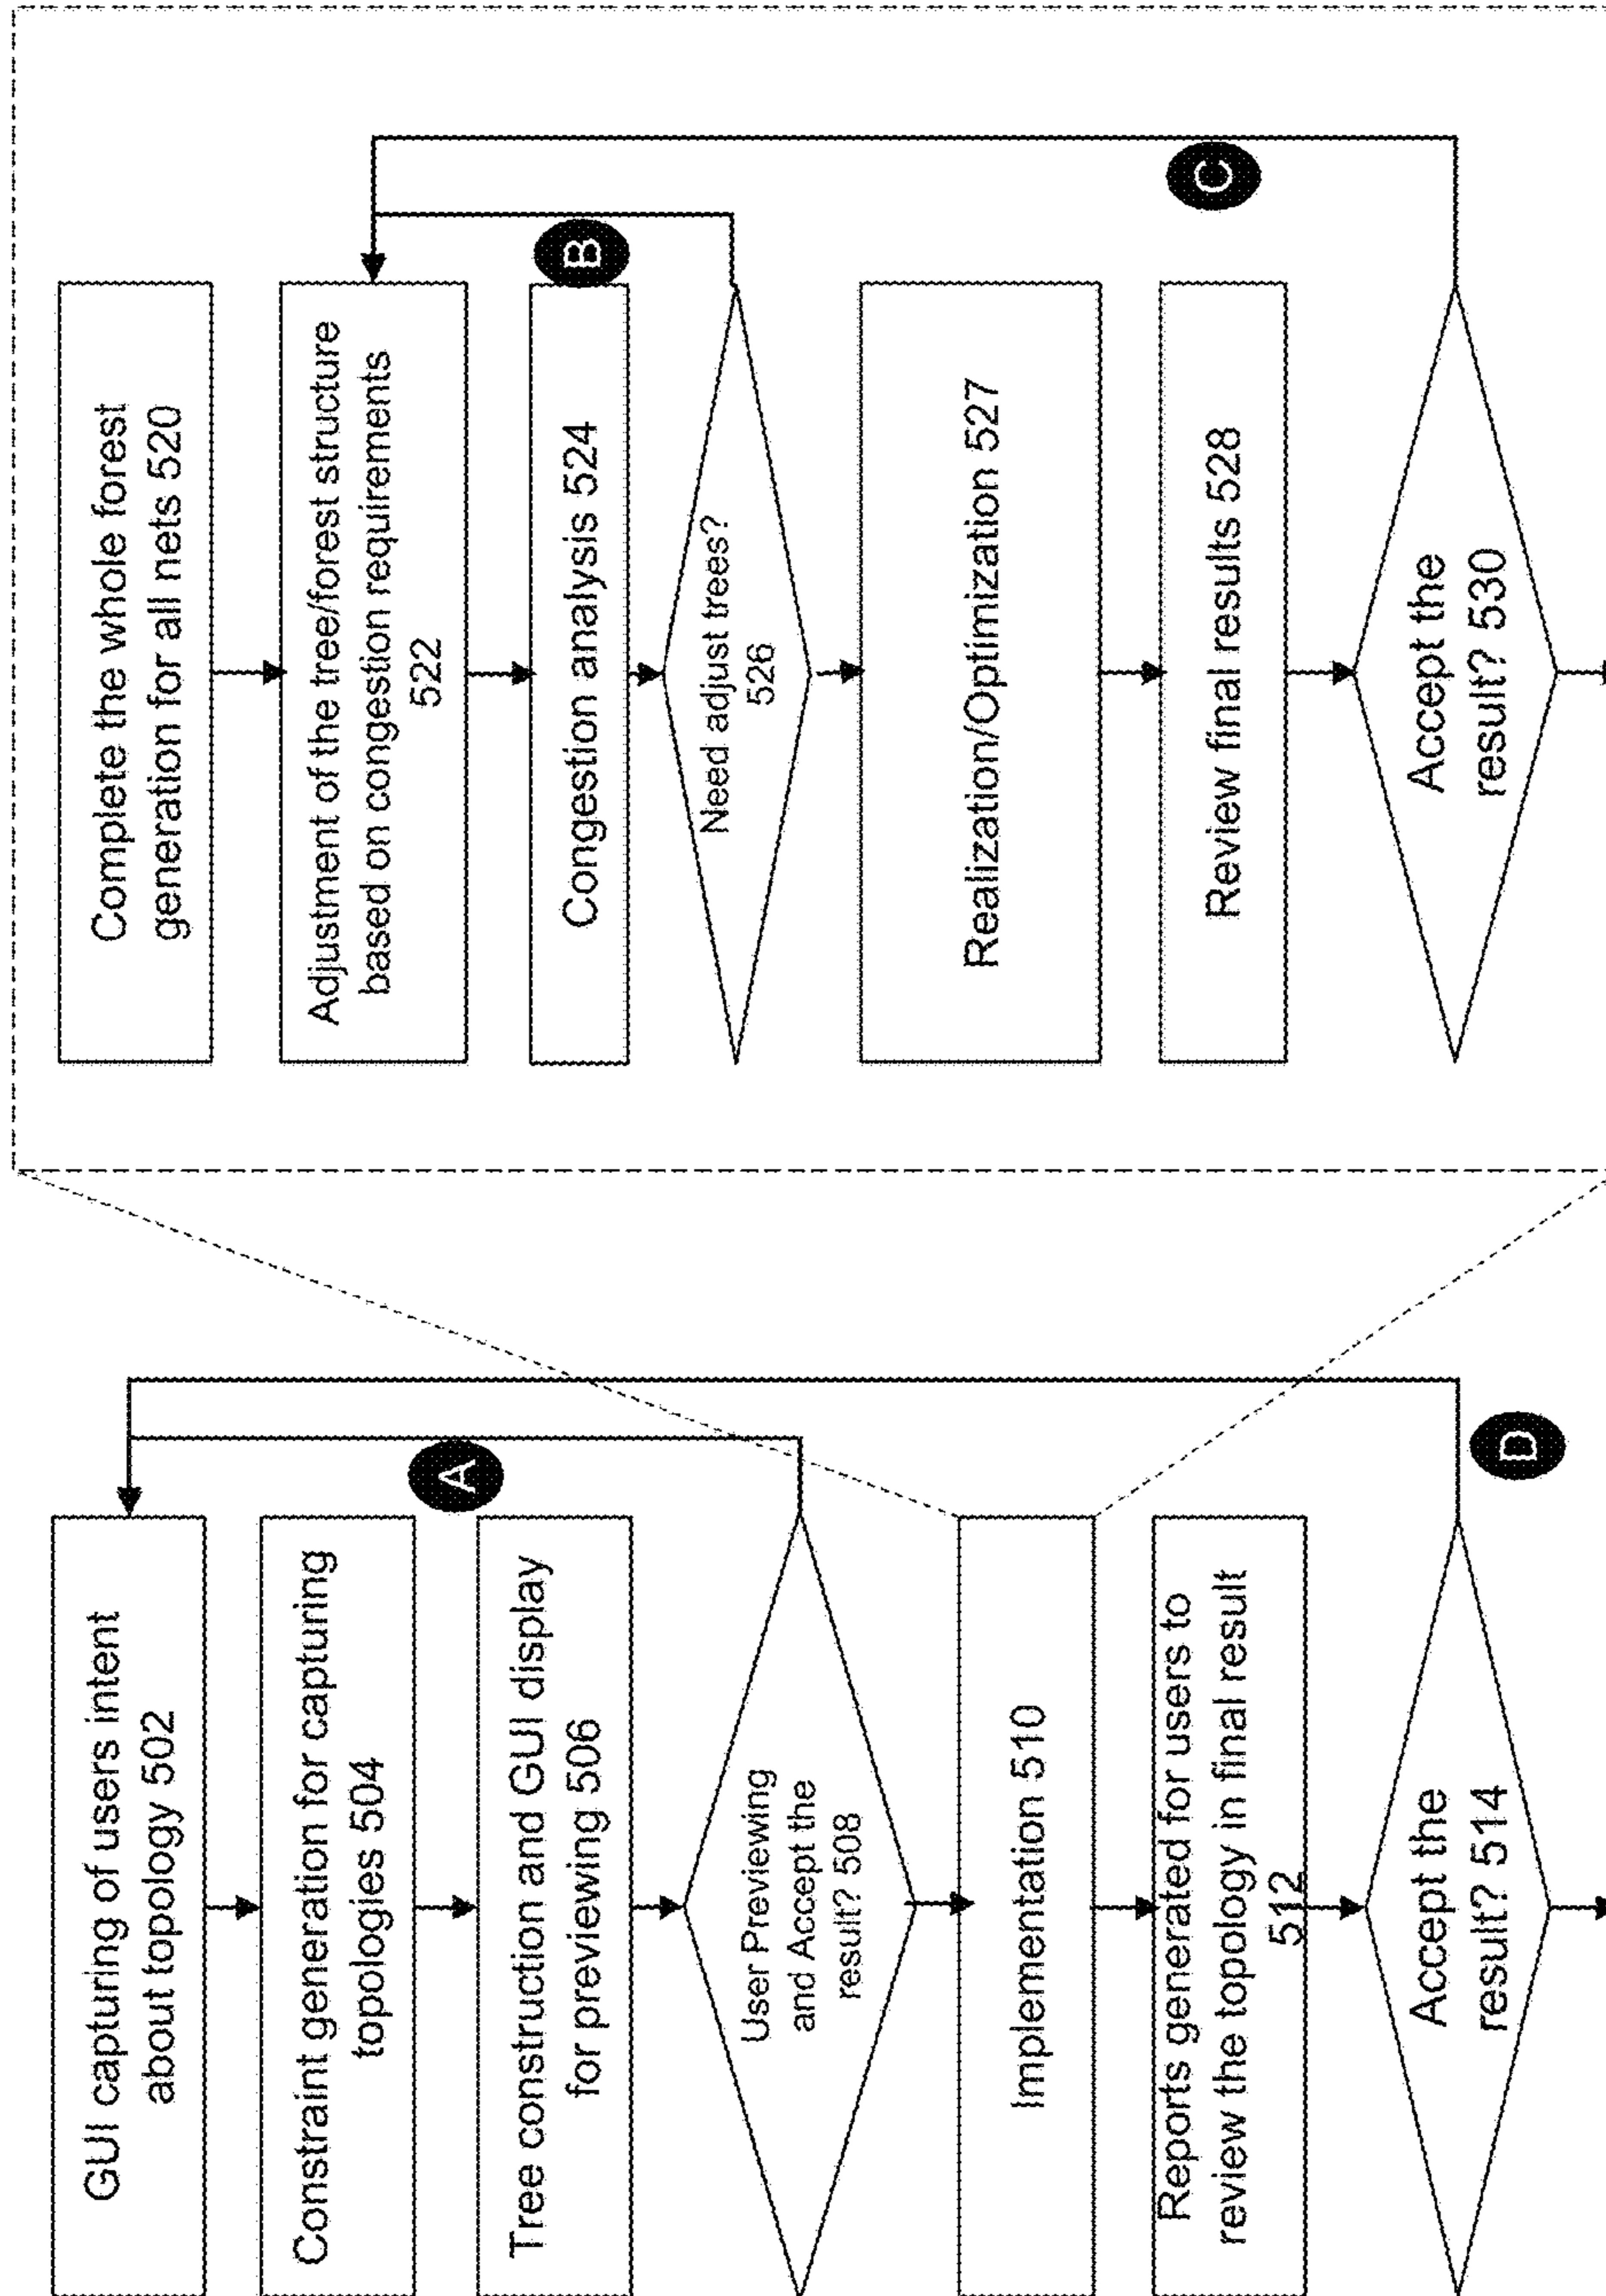 GUI capturing of users intent
about topology 502
Constraint generation for capturing
topologies 504
Tree construction and GUI display
for previewing 506
A
User Previewing
and Accept the
result? 508
Implementation 510
Reports generated for users to
review the topology in final result
512
Accept the
result? 514
D
Complete the whole forest
generation for all nets 520
Adjustment of the tree/forest structure
based on congestion requirements
522
Congestion analysis 524
B
Need adjust trees?
526
Realization/Optimization 527
Review final results 528
C
Accept the
result? 530